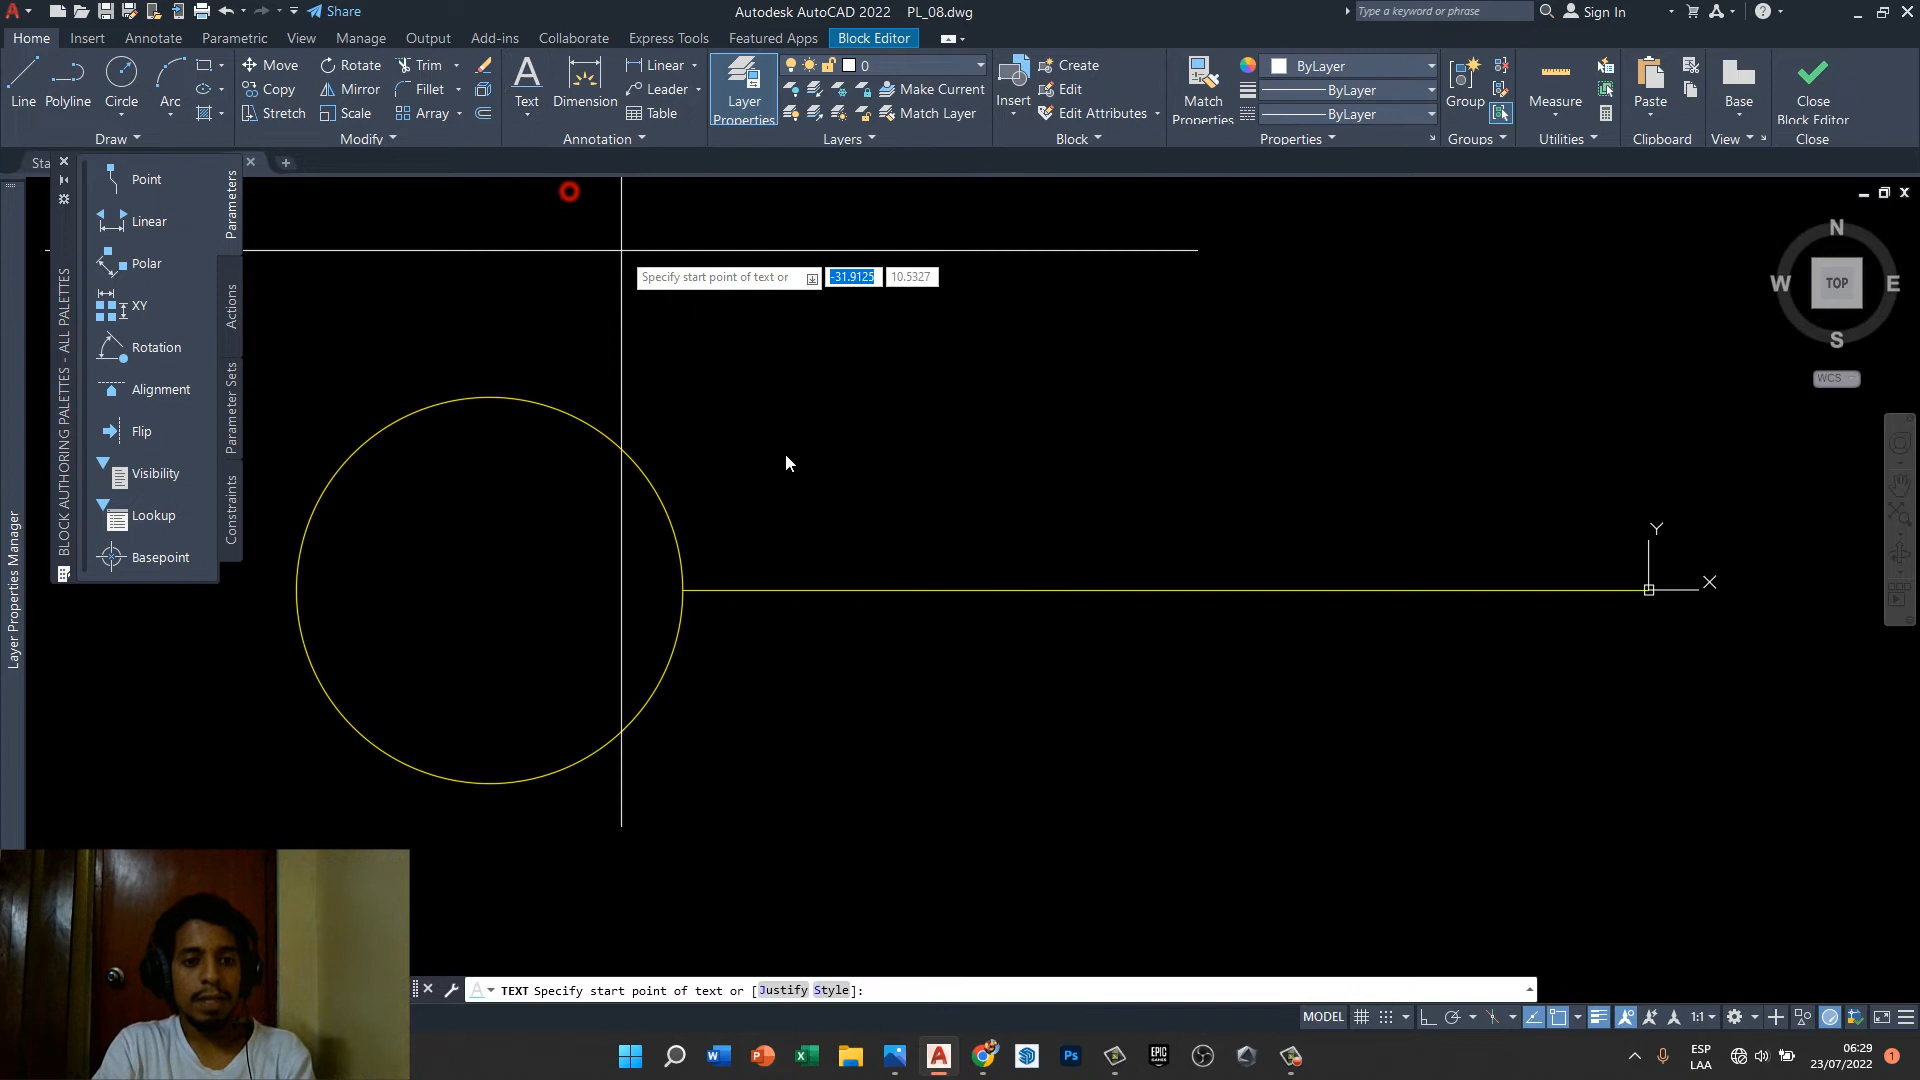 Share
Autodesk AutoCAD 2022 PL_08.dwg
Type a keyword or phrase
Sign In
Home Insert Annotate Parametric View Manage Output Add-ins Collaborate Express Tools Featured Apps Block Editor
Line Polyline Circle Arc
Move Rotate Trim
Copy Mirror Fillet
Stretch Scale Array
Text Dimension
Linear
Leader
Table
Layer Properties
0
Make Current
Match Layer
Insert
Create
Edit
Edit Attributes
Match Properties
ByLayer
ByLayer
ByLayer
Group Measure Paste Base
Close Block Editor
Draw Modify Annotation Layers Block Properties Groups Utilities Clipboard View Close
Sta
Point
Linear
Polar
XY
Rotation
Alignment
Flip
Visibility
Lookup
Basepoint
Parameters
Actions
Parameter Sets
Constraints
BLOCK AUTHORING PALETTES - ALL PALETTES
Layer Properties Manager
Specify start point of text or -31.9125 10.5327
N
W TOP E
S
WCS
Y
X
TEXT Specify start point of text or [Justify Style]:
MODEL 1:1
ESP
LAA
06:29
23/07/2022
1
W P X Ps
EPIC GAMES